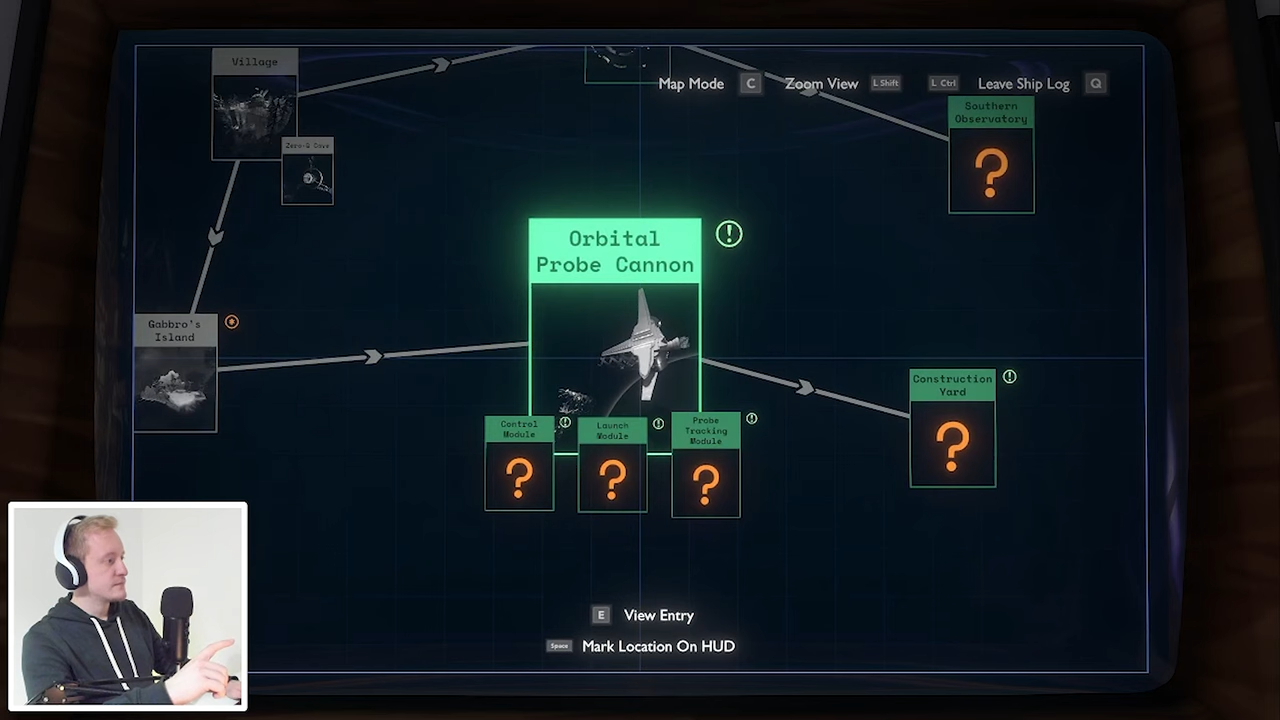 Village
Map Mode C Zoom View L Shift L Ctrl Leave Ship Log Q
Southern
Observatory
Zero-G Cave
Orbital
Probe Cannon
Gabbro's
Island
Construction
Yard
Control
Module
Launch
Module
Probe
Tracking
Module
E View Entry
Space Mark Location On HUD